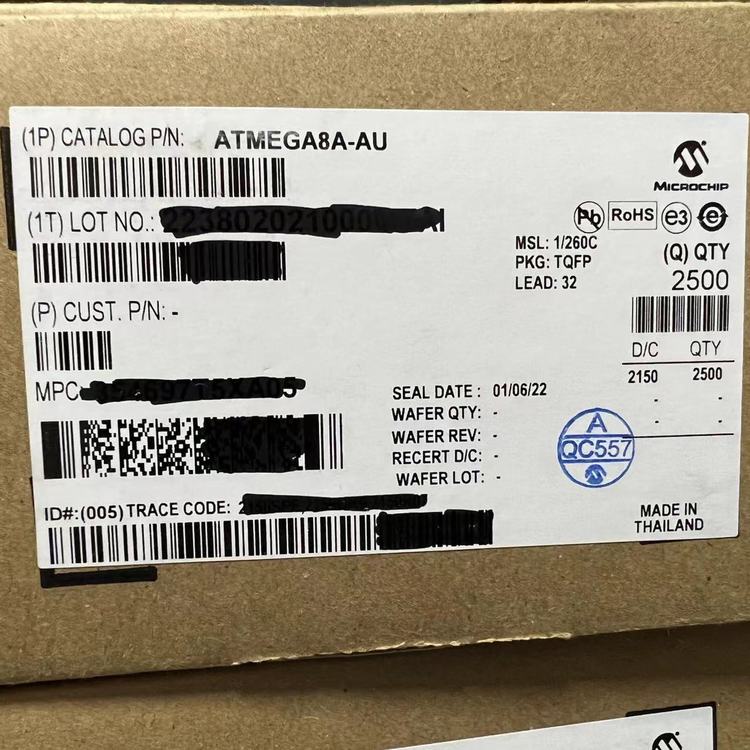 (1P) CATALOG P/N: ATMEGA8A-AU
MICROCHIP
(1T) LOT NO.:
Pb RoHS e3 e
MSL: 1/260C
PKG: TQFP
LEAD: 32
(Q) QTY
2500
(P) CUST. P/N: -
D/C QTY
2150 2500
- -
- -
MPC
SEAL DATE : 01/06/22
WAFER QTY: -
WAFER REV: -
RECERT D/C: -
WAFER LOT: -
A
QC557
ID#:(005) TRACE CODE:
MADE IN
THAILAND